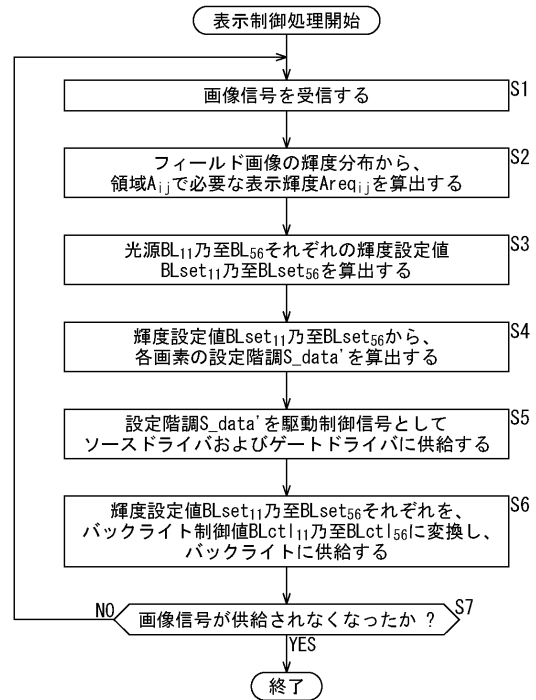 表示制御処理開始
画像信号を受信する
S1
フィールド画像の輝度分布から、
領域Aijで必要な表示輝度Areqijを算出する
S2
光源BL11乃至BL56それぞれの輝度設定値
BLset11乃至BLset56を算出する
S3
輝度設定値BLset11乃至BLset56から、
各画素の設定階調S_data'を算出する
S4
設定階調S_data'を駆動制御信号として
ソースドライバおよびゲートドライバに供給する
S5
輝度設定値BLset11乃至BLset56それぞれを、
バックライト制御値BLctl11乃至BLctl56に変換し、
バックライトに供給する
S6
NO
画像信号が供給されなくなったか ?
S7
YES
終了